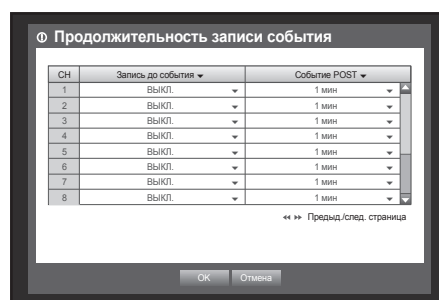 Продолжительность записи события
CH Запись до события Событие POST
1 ВЫКЛ. 1 мин
2 ВЫКЛ. 1 мин
3 ВЫКЛ. 1 мин
4 ВЫКЛ. 1 мин
5 ВЫКЛ. 1 мин
6 ВЫКЛ. 1 мин
7 ВЫКЛ. 1 мин
8 ВЫКЛ. 1 мин
Предыд./след. страница
OK Отмена